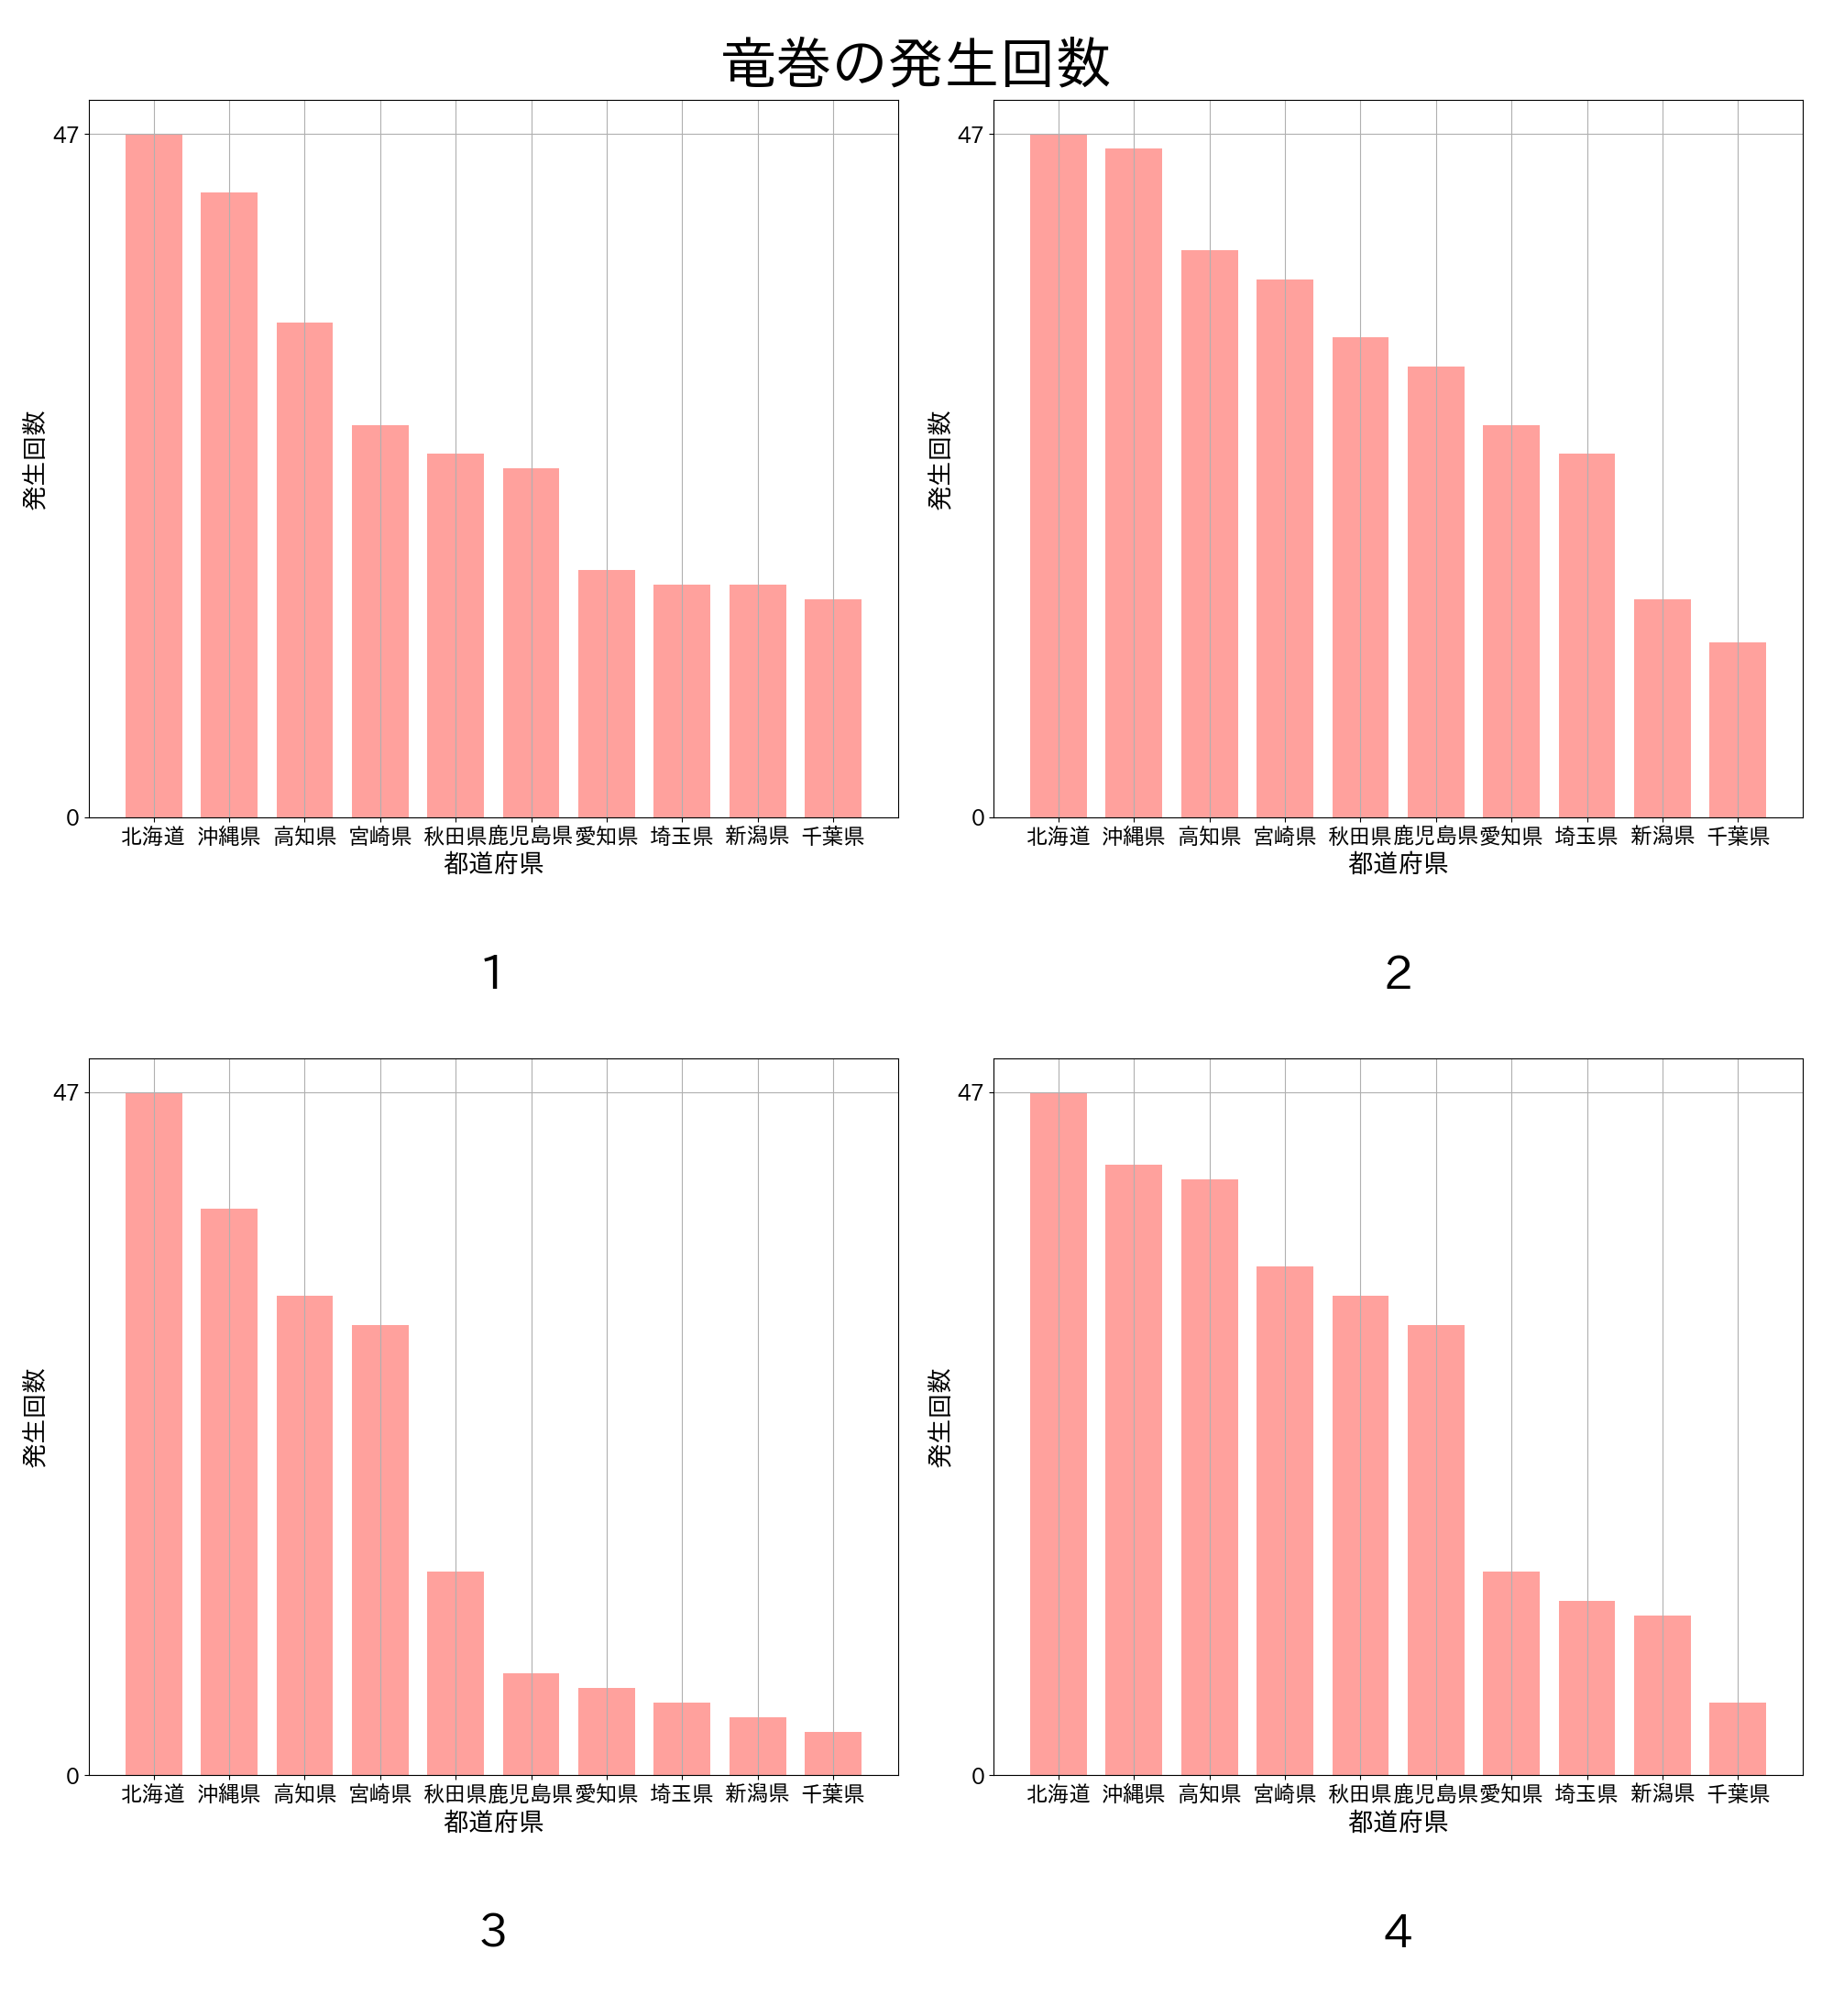 竜巻の発生回数
47
0
発生回数
北海道 沖縄県 高知県 宮崎県 秋田県 鹿児島県 愛知県 埼玉県 新潟県 千葉県
都道府県
1
47
0
発生回数
北海道 沖縄県 高知県 宮崎県 秋田県 鹿児島県 愛知県 埼玉県 新潟県 千葉県
都道府県
2
47
0
発生回数
北海道 沖縄県 高知県 宮崎県 秋田県 鹿児島県 愛知県 埼玉県 新潟県 千葉県
都道府県
3
47
0
発生回数
北海道 沖縄県 高知県 宮崎県 秋田県 鹿児島県 愛知県 埼玉県 新潟県 千葉県
都道府県
4